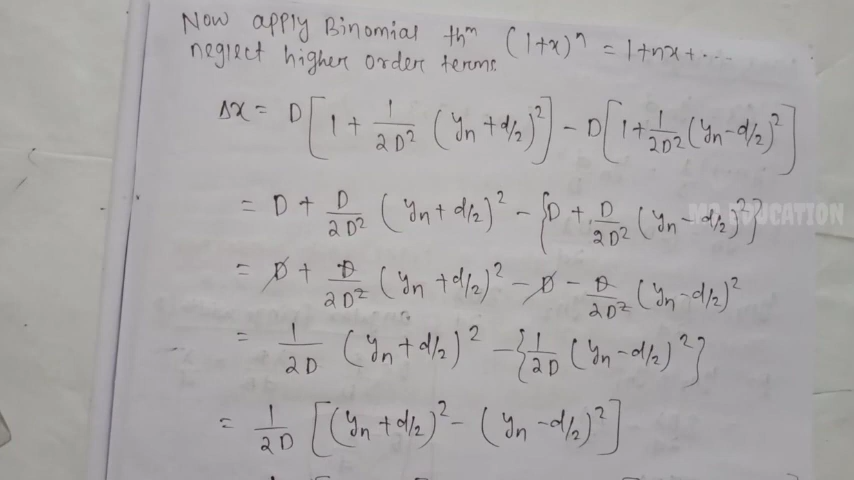 Now apply Binomial thm (1+x)^n = 1+nx+...
neglect higher order terms.
Δx = D[1 + 1/2D² (yn+d/2)²] - D[1+1/2D² (yn-d/2)²]
= D + D/2D² (yn+d/2)² - {D + D/2D² (yn-d/2)²}
= D + D/2D² (yn+d/2)² - D - D/2D² (yn-d/2)²
= 1/2D (yn+d/2)² - {1/2D (yn-d/2)²}
= 1/2D [(yn+d/2)² - (yn-d/2)²]